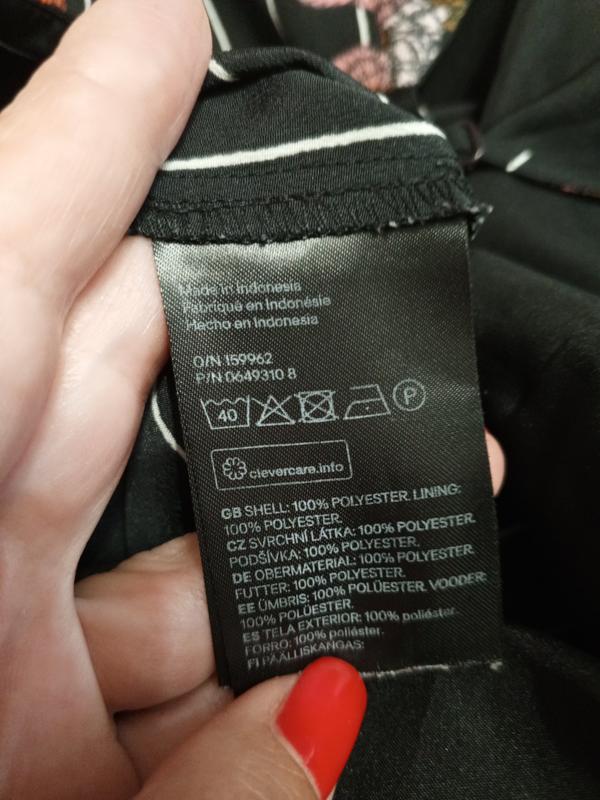 Made in Indonesia
Fabriqué en Indonésie
Hecho en Indonesia
O/N 159962
P/N 0649310 8
40 P
clevercare.info
GB SHELL: 100% POLYESTER. LINING:
100% POLYESTER.
CZ SVRCHNÍ LÁTKA: 100% POLYESTER.
PODŠÍVKA: 100% POLYESTER.
DE OBERMATERIAL: 100% POLYESTER
FUTTER: 100% POLYESTER.
EE ÜMBRIS: 100% POLÜESTER. VOODER:
100% POLÜESTER.
ES TELA EXTERIOR: 100% poliéster.
FORRO: 100% poliéster.
FI PÄÄLLISKANGAS: